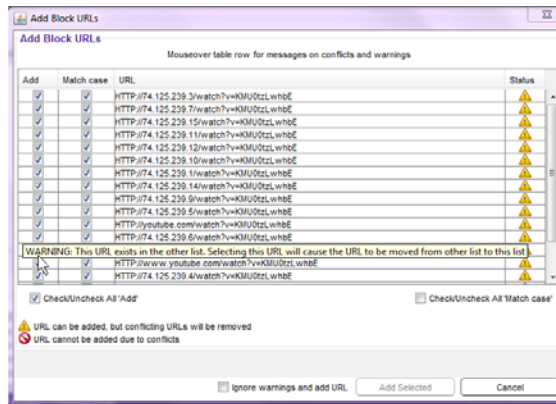 Add Block URLs
Add Block URLs
Mouseover table row for messages on conflicts and warnings
Add Match case URL Status
HTTP://74.125.239.3/watch?v=KMU0tzLwhbE
HTTP://74.125.239.7/watch?v=KMU0tzLwhbE
HTTP://74.125.239.15/watch?v=KMU0tzLwhbE
HTTP://74.125.239.11/watch?v=KMU0tzLwhbE
HTTP://74.125.239.12/watch?v=KMU0tzLwhbE
HTTP://74.125.239.10/watch?v=KMU0tzLwhbE
HTTP://74.125.239.1/watch?v=KMU0tzLwhbE
HTTP://74.125.239.14/watch?v=KMU0tzLwhbE
HTTP://74.125.239.9/watch?v=KMU0tzLwhbE
HTTP://74.125.239.5/watch?v=KMU0tzLwhbE
HTTP://youtube.com/watch?v=KMU0tzLwhbE
HTTP://74.125.239.6/watch?v=KMU0tzLwhbE
WARNING: This URL exists in the other list. Selecting this URL will cause the URL to be moved from other list to this list
HTTP://www.youtube.com/watch?v=KMU0tzLwhbE
HTTP://74.125.239.4/watch?v=KMU0tzLwhbE
Check/Uncheck All 'Add' Check/Uncheck All 'Match case'
URL can be added, but conflicting URLs will be removed
URL cannot be added due to conflicts
Ignore warnings and add URL Add Selected Cancel